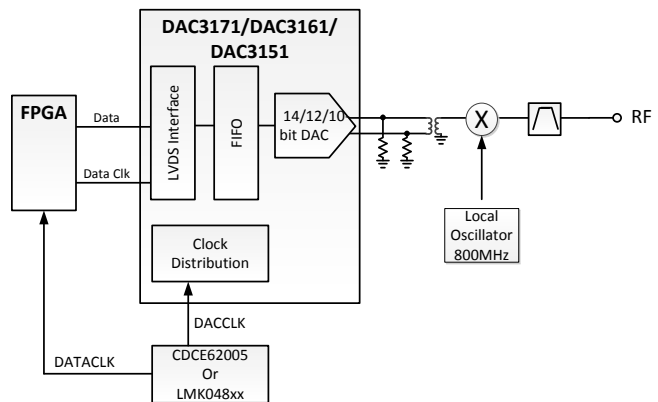 DAC3171/DAC3161/
DAC3151
FPGA
Data
Data Clk
LVDS Interface
FIFO
14/12/10
bit DAC
X
RF
Local
Oscillator
800MHz
Clock
Distribution
DACCLK
DATACLK
CDCE62005
Or
LMK048xx